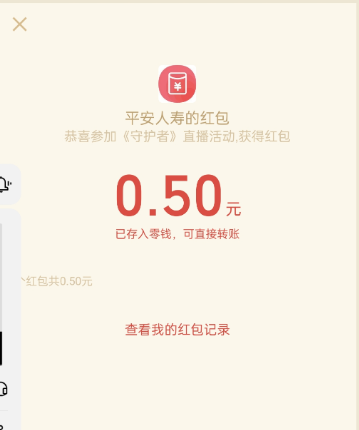 ¥
平安人寿的红包
恭喜参加《守护者》直播活动,获得红包
0.50元
已存入零钱，可直接转账
个红包共0.50元
查看我的红包记录